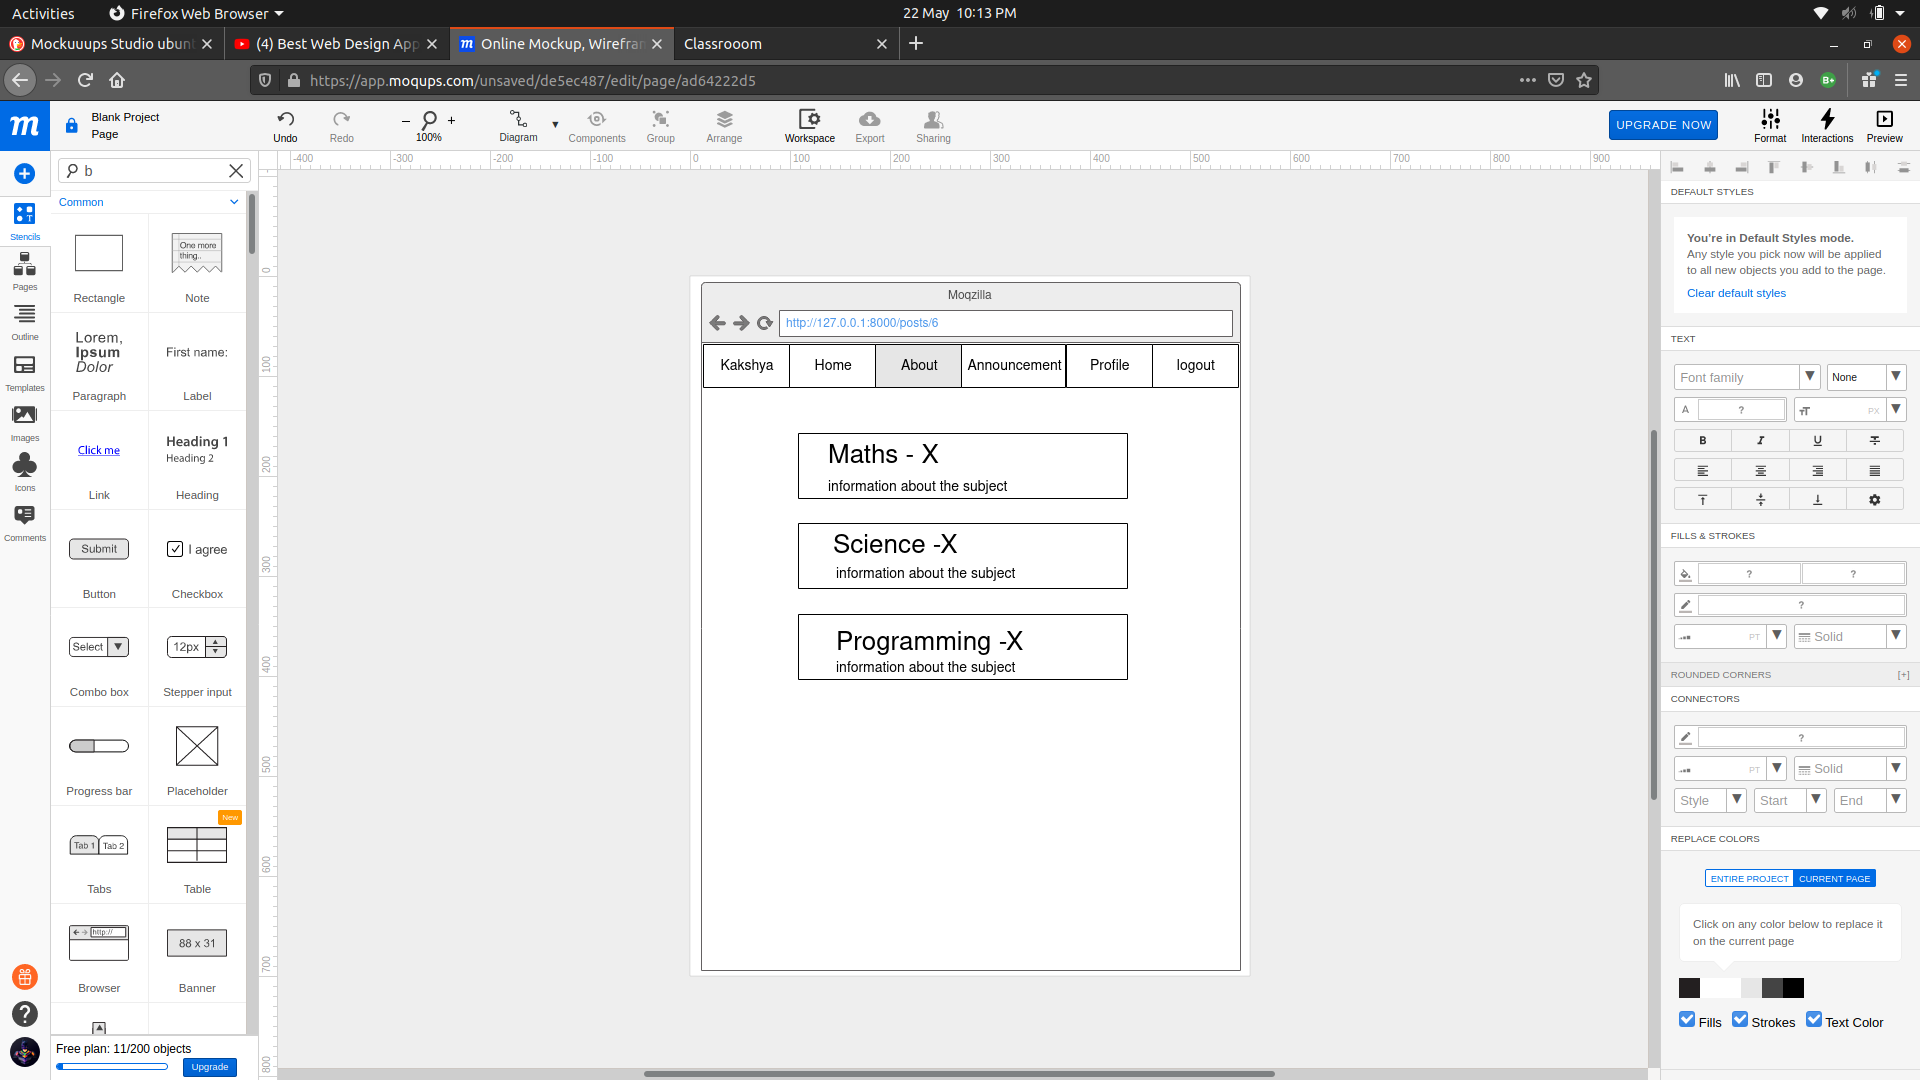 Activities
Firefox Web Browser
22 May 10:13 PM
Mockuuups Studio ubun
(4) Best Web Design App
Online Mockup, Wirefran
Classrooom
https://app.moqups.com/unsaved/de5ec487/edit/page/ad64222d5
Blank Project
Page
Undo
Redo
100%
Diagram
Components
Group
Arrange
Workspace
Export
Sharing
UPGRADE NOW
Format
Interactions
Preview
b
Common
Stencils
Pages
Outline
Templates
Images
Icons
Comments
Rectangle
One more
thing..
Note
Lorem,
Ipsum
Dolor
Paragraph
First name:
Label
Click me
Link
Heading 1
Heading 2
Heading
Submit
Button
I agree
Checkbox
Select
Combo box
12px
Stepper input
Progress bar
Placeholder
Tab 1 Tab 2
Tabs
New
Table
http://
Browser
88 x 31
Banner
Free plan: 11/200 objects
Upgrade
-400 -300 -200 -100 0 100 200 300 400 500 600 700 800 900
0
100
200
300
400
500
600
700
800
Moqzilla
http://127.0.0.1:8000/posts/6
Kakshya Home About Announcement Profile logout
Maths - X
information about the subject
Science -X
information about the subject
Programming -X
information about the subject
DEFAULT STYLES
You're in Default Styles mode.
Any style you pick now will be applied
to all new objects you add to the page.
Clear default styles
TEXT
Font family
None
A ?
TT PX
B I U
FILLS & STROKES
? ?
?
PT Solid
ROUNDED CORNERS [+]
CONNECTORS
?
PT Solid
Style Start End
REPLACE COLORS
ENTIRE PROJECT CURRENT PAGE
Click on any color below to replace it
on the current page
Fills Strokes Text Color